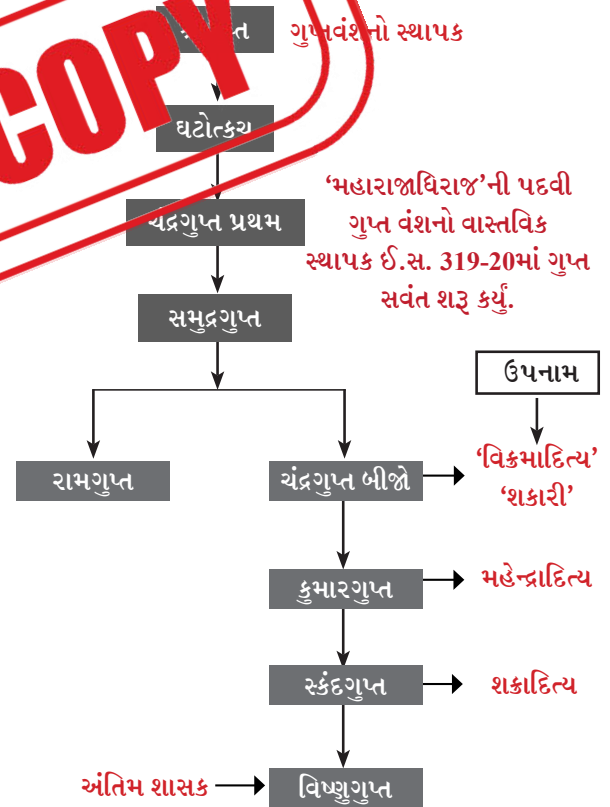 ગુપ્તવંશનો સ્થાપક
COPY
ઘટોત્કચ
'મહારાજાધિરાજ'ની પદવી
ચંદ્રગુપ્ત પ્રથમ
ગુપ્ત વંશનો વાસ્તવિક
સ્થાપક ઈ.સ. 319-20માં ગુપ્ત
સવંત શરૂ કર્યું.
સમુદ્રગુપ્ત
ઉપનામ
રામગુપ્ત
ચંદ્રગુપ્ત બીજો
'વિક્રમાદિત્ય'
'શકારી'
કુમારગુપ્ત
મહેન્દ્રાદિત્ય
સ્કંદગુપ્ત
શક્રાદિત્ય
અંતિમ શાસક
વિષ્ણુગુપ્ત